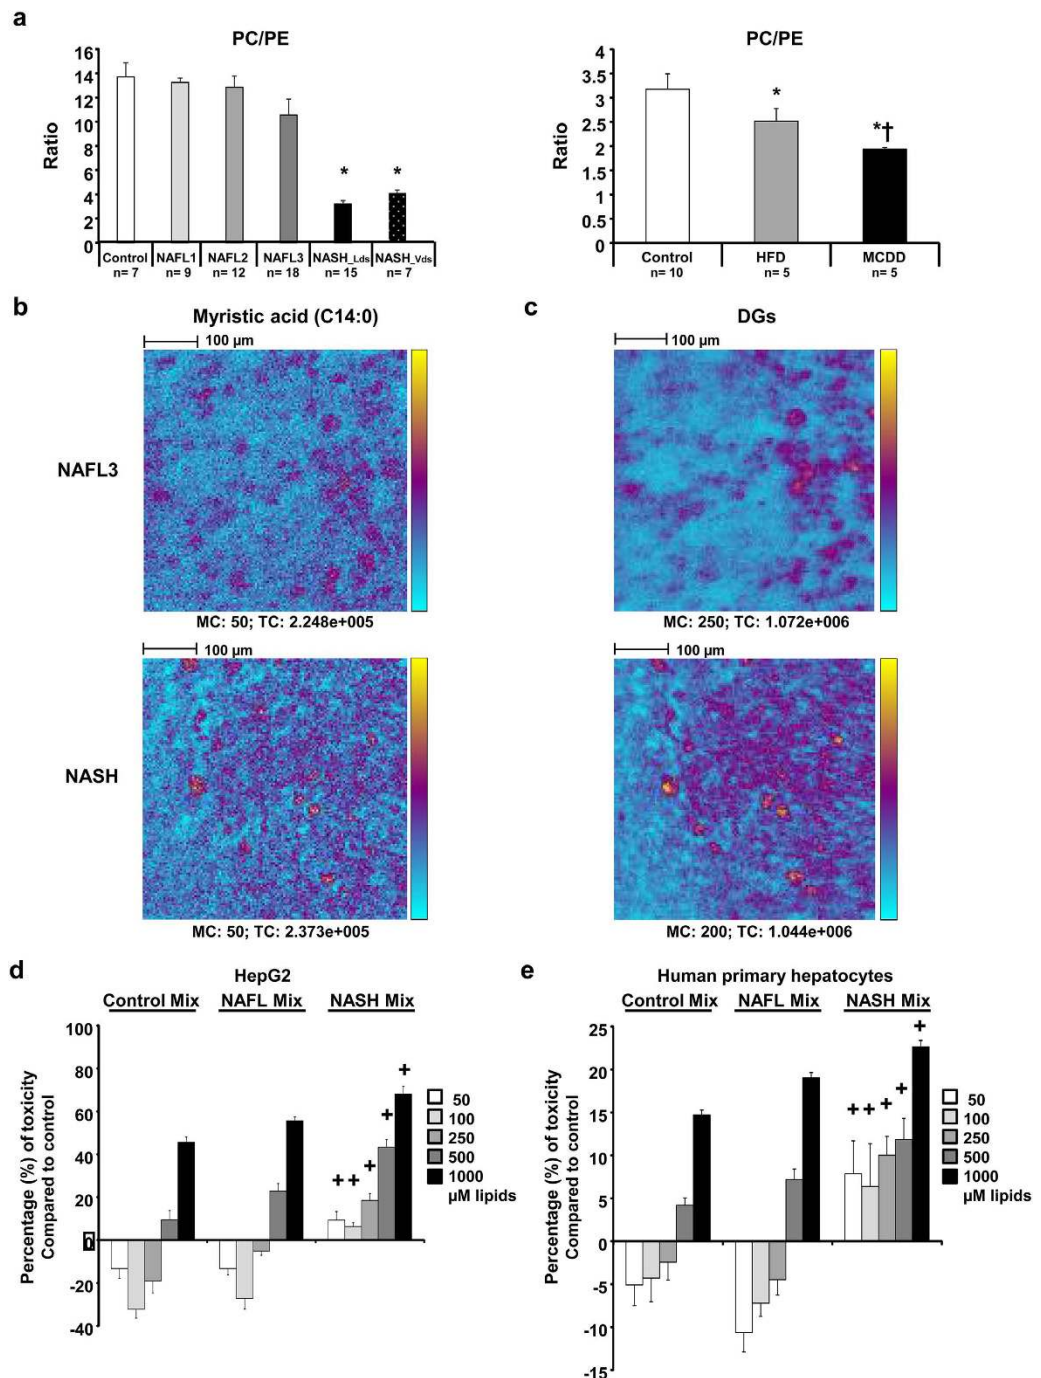 a
PC/PE
16
14
12
10
8
6
4
2
0
Ratio
* *
Control NAFL1 NAFL2 NAFL3 NASH_Lds NASH_Vds
n= 7 n= 9 n= 12 n= 18 n= 15 n= 7
PC/PE
4
3.5
3
2.5
2
1.5
1
0.5
0
Ratio
* *†
Control HFD MCDD
n= 10 n= 5 n= 5
b
Myristic acid (C14:0)
100 µm
NAFL3
MC: 50; TC: 2.248e+005
100 µm
NASH
MC: 50; TC: 2.373e+005
c
DGs
100 µm
MC: 250; TC: 1.072e+006
100 µm
MC: 200; TC: 1.044e+006
d
HepG2
Control Mix NAFL Mix NASH Mix
100
80
60
40
20
0
-20
-40
Percentage (%) of toxicity
Compared to control
+ + + + +
50
100
250
500
1000
µM lipids
e
Human primary hepatocytes
Control Mix NAFL Mix NASH Mix
25
20
15
10
5
0
-5
-10
-15
Percentage (%) of toxicity
Compared to control
+ + + + +
50
100
250
500
1000
µM lipids